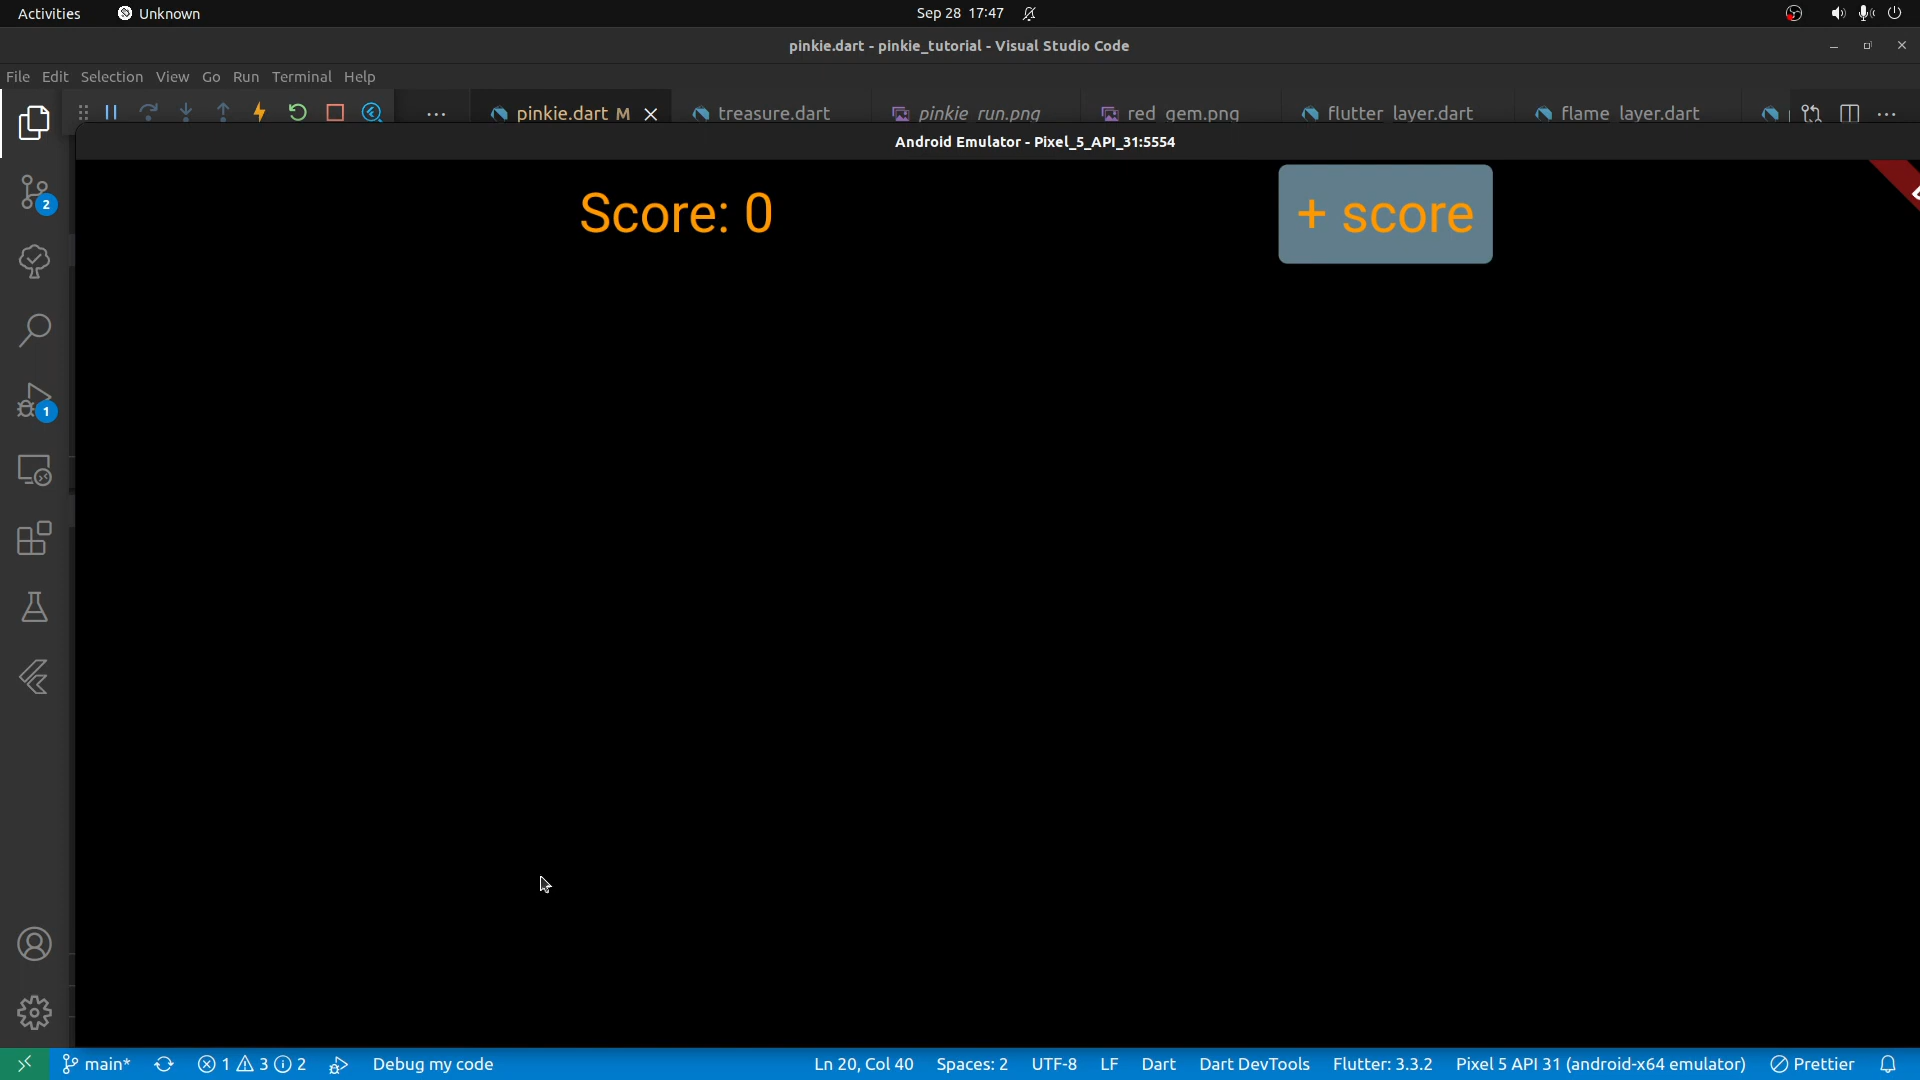 Activities Unknown Sep 28 17:47
pinkie.dart - pinkie_tutorial - Visual Studio Code
File Edit Selection View Go Run Terminal Help
pinkie.dart M treasure.dart pinkie_run.png red_gem.png flutter_layer.dart flame_layer.dart
Android Emulator - Pixel_5_API_31:5554
Score: 0 + score
2
1
main* 1 3 2 Debug my code Ln 20, Col 40 Spaces: 2 UTF-8 LF Dart Dart DevTools Flutter: 3.3.2 Pixel 5 API 31 (android-x64 emulator) Prettier